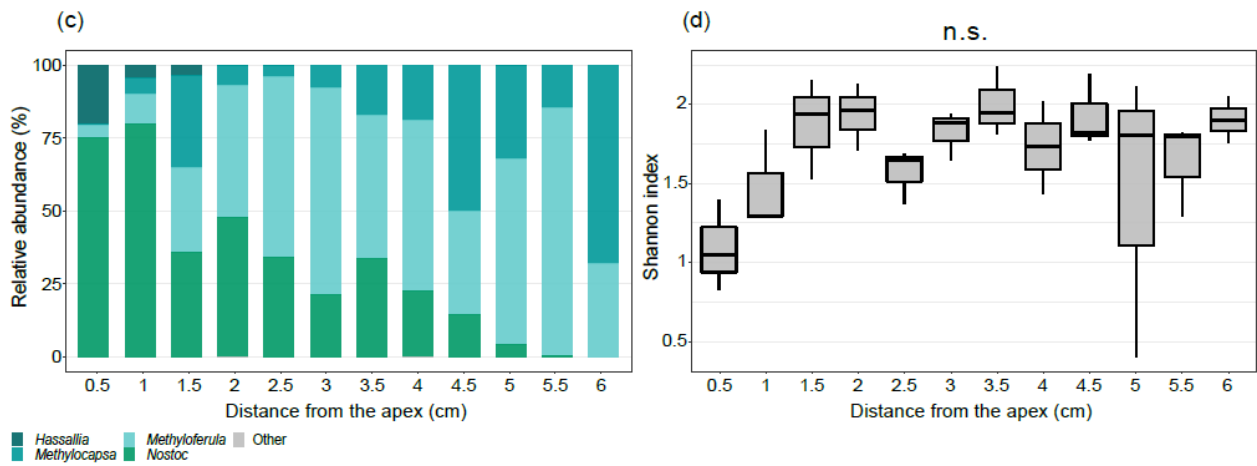 (c)
100
75
50
25
0
Relative abundance (%)
0.5 1 1.5 2 2.5 3 3.5 4 4.5 5 5.5 6
Distance from the apex (cm)
Hassallia Methyloferula Other
Methylocapsa Nostoc
(d)
n.s.
2
1.5
1
0.5
Shannon index
0.5 1 1.5 2 2.5 3 3.5 4 4.5 5 5.5 6
Distance from the apex (cm)